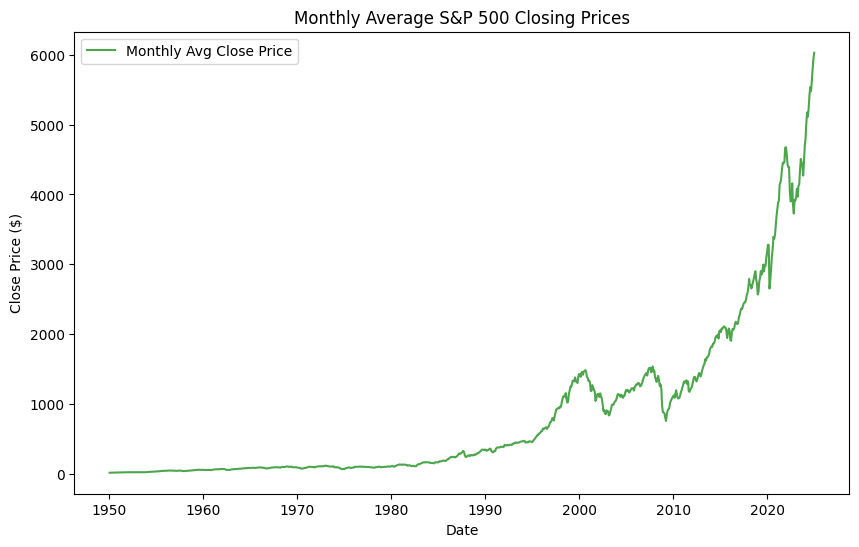 Monthly Average S&P 500 Closing Prices
Monthly Avg Close Price
Close Price ($)
6000
5000
4000
3000
2000
1000
0
1950 1960 1970 1980 1990 2000 2010 2020
Date